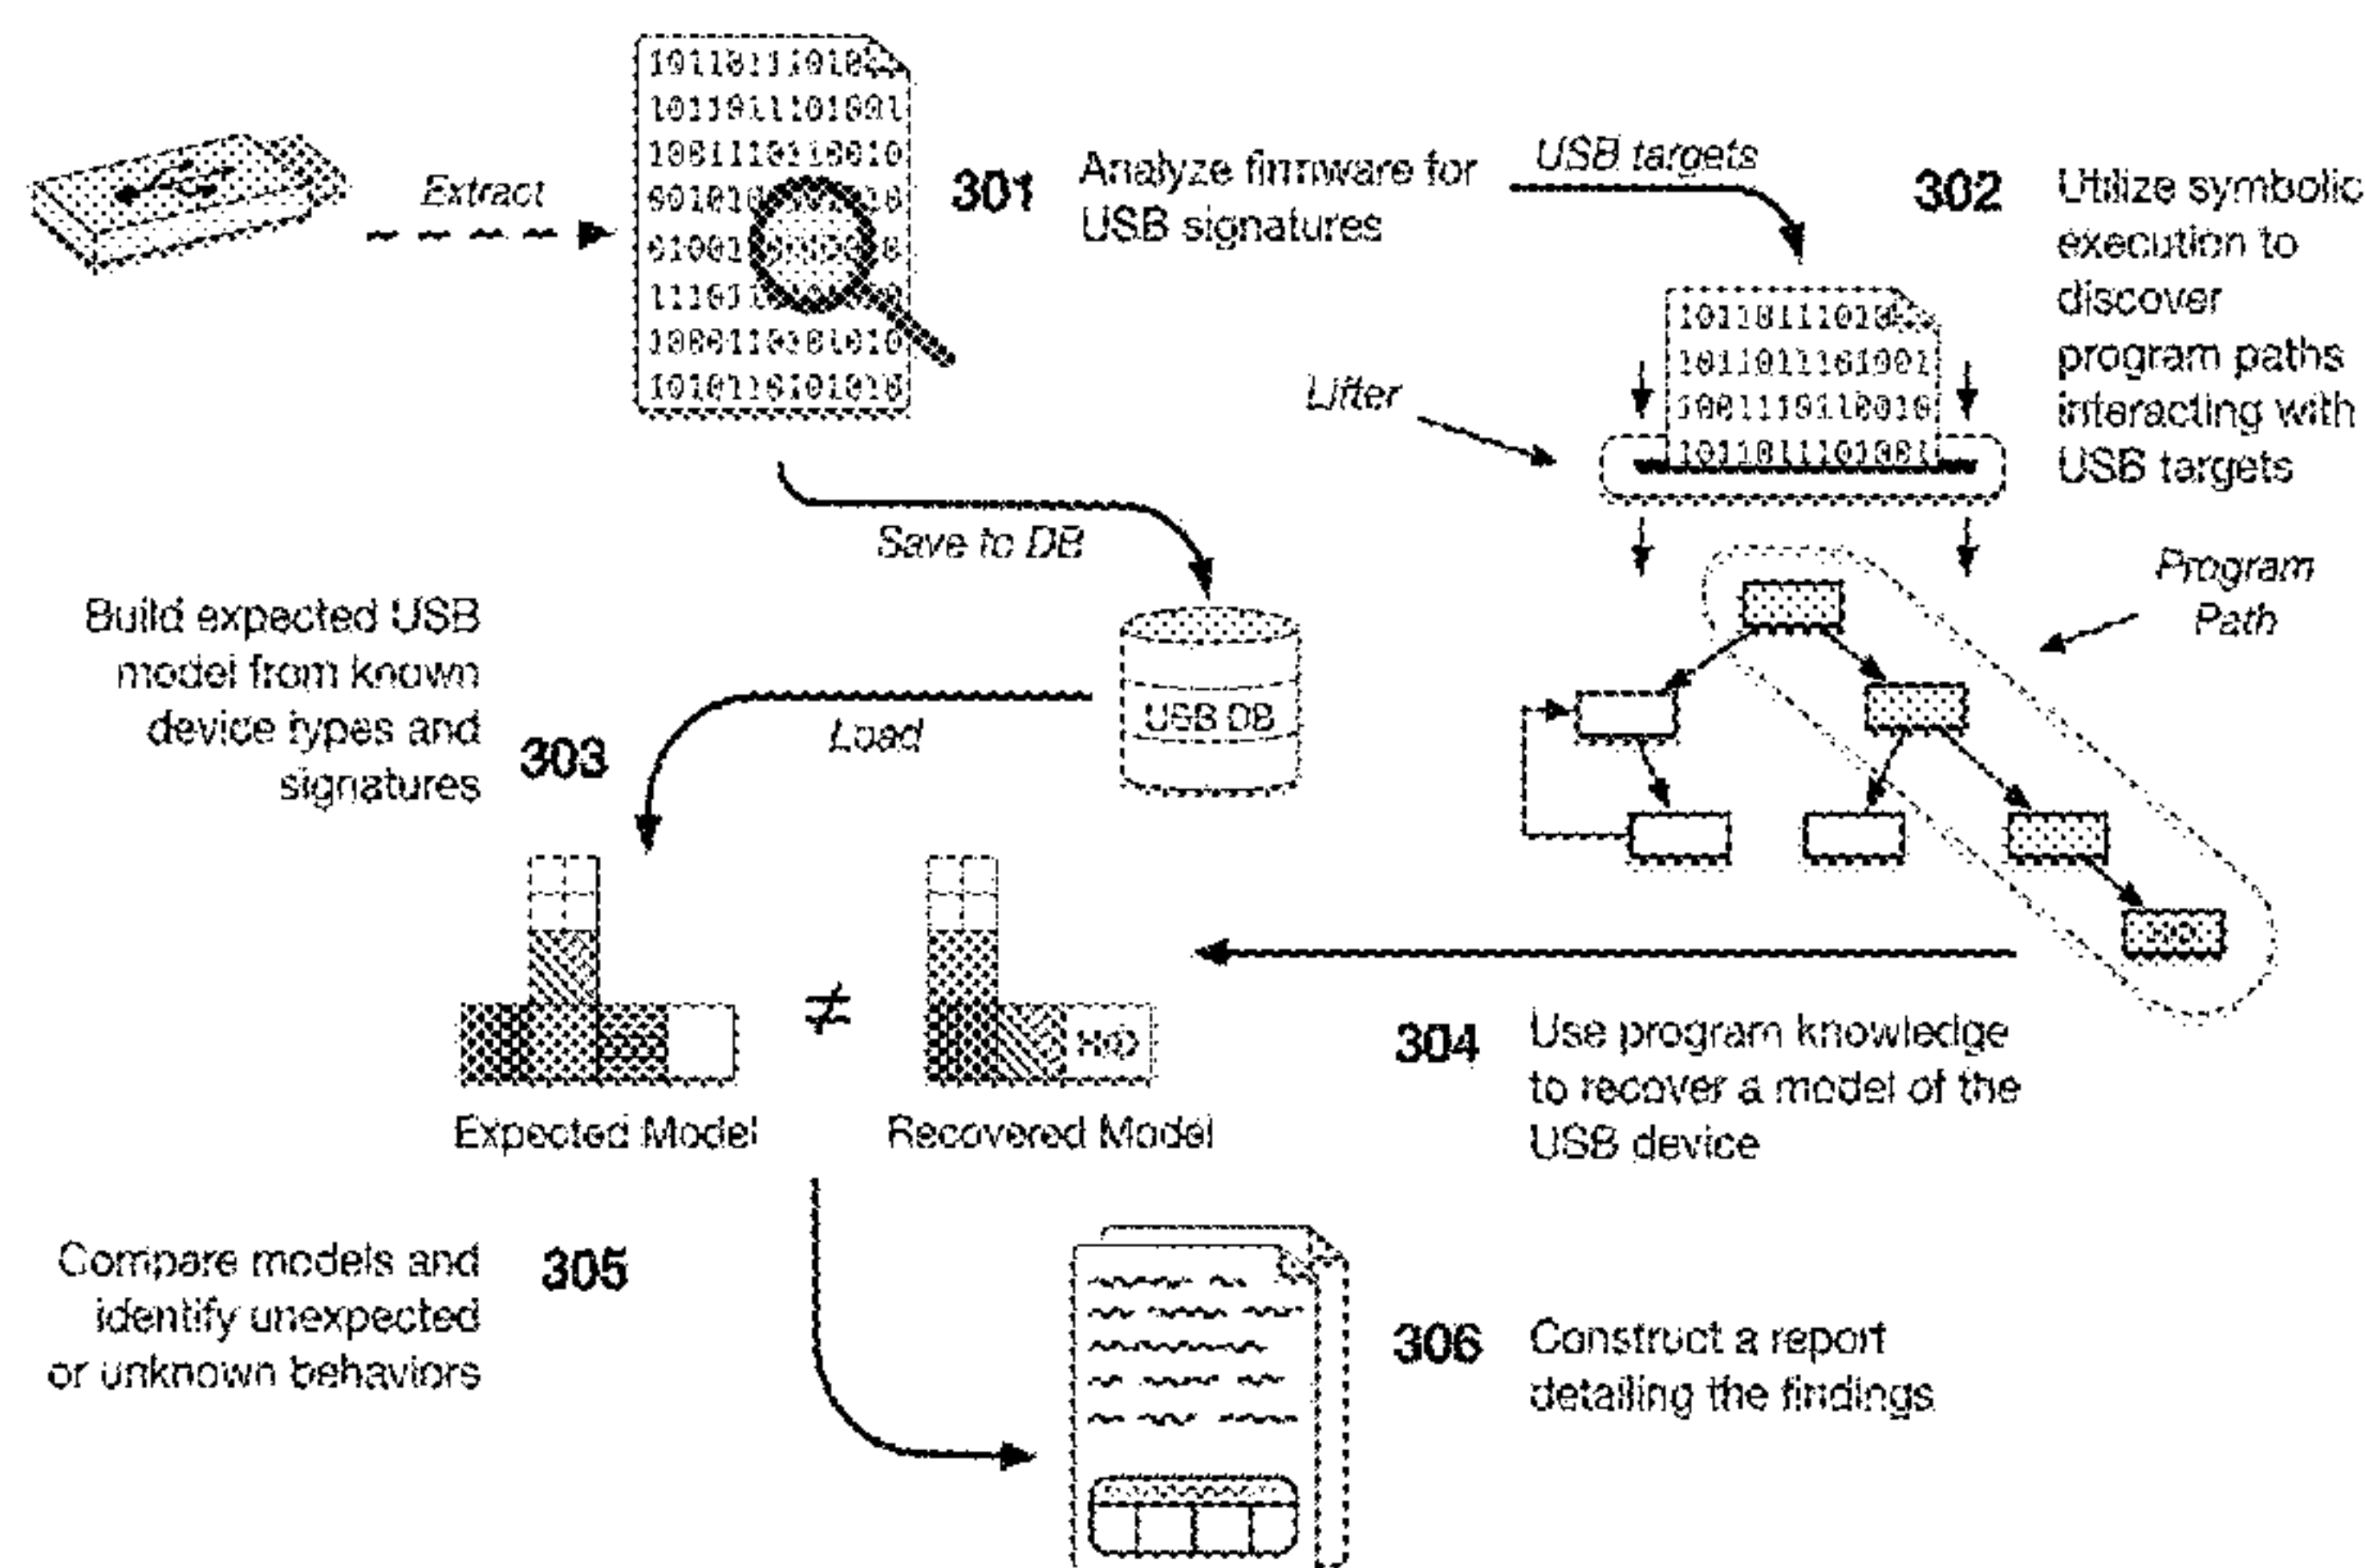 Extract
301
Analyze firmware for
USB signatures
USB targets
302
Utilize symbolic
execution to
discover
program paths
interacting with
USB targets
Lifter
Save to DB
Program
Path
Build expected USB
model from known
device types and
signatures
303
Load
USB DB
Expected Model
≠
Recovered Model
304
Use program knowledge
to recover a model of the
USB device
Compare models and
identify unexpected
or unknown behaviors
305
306
Construct a report
detailing the findings